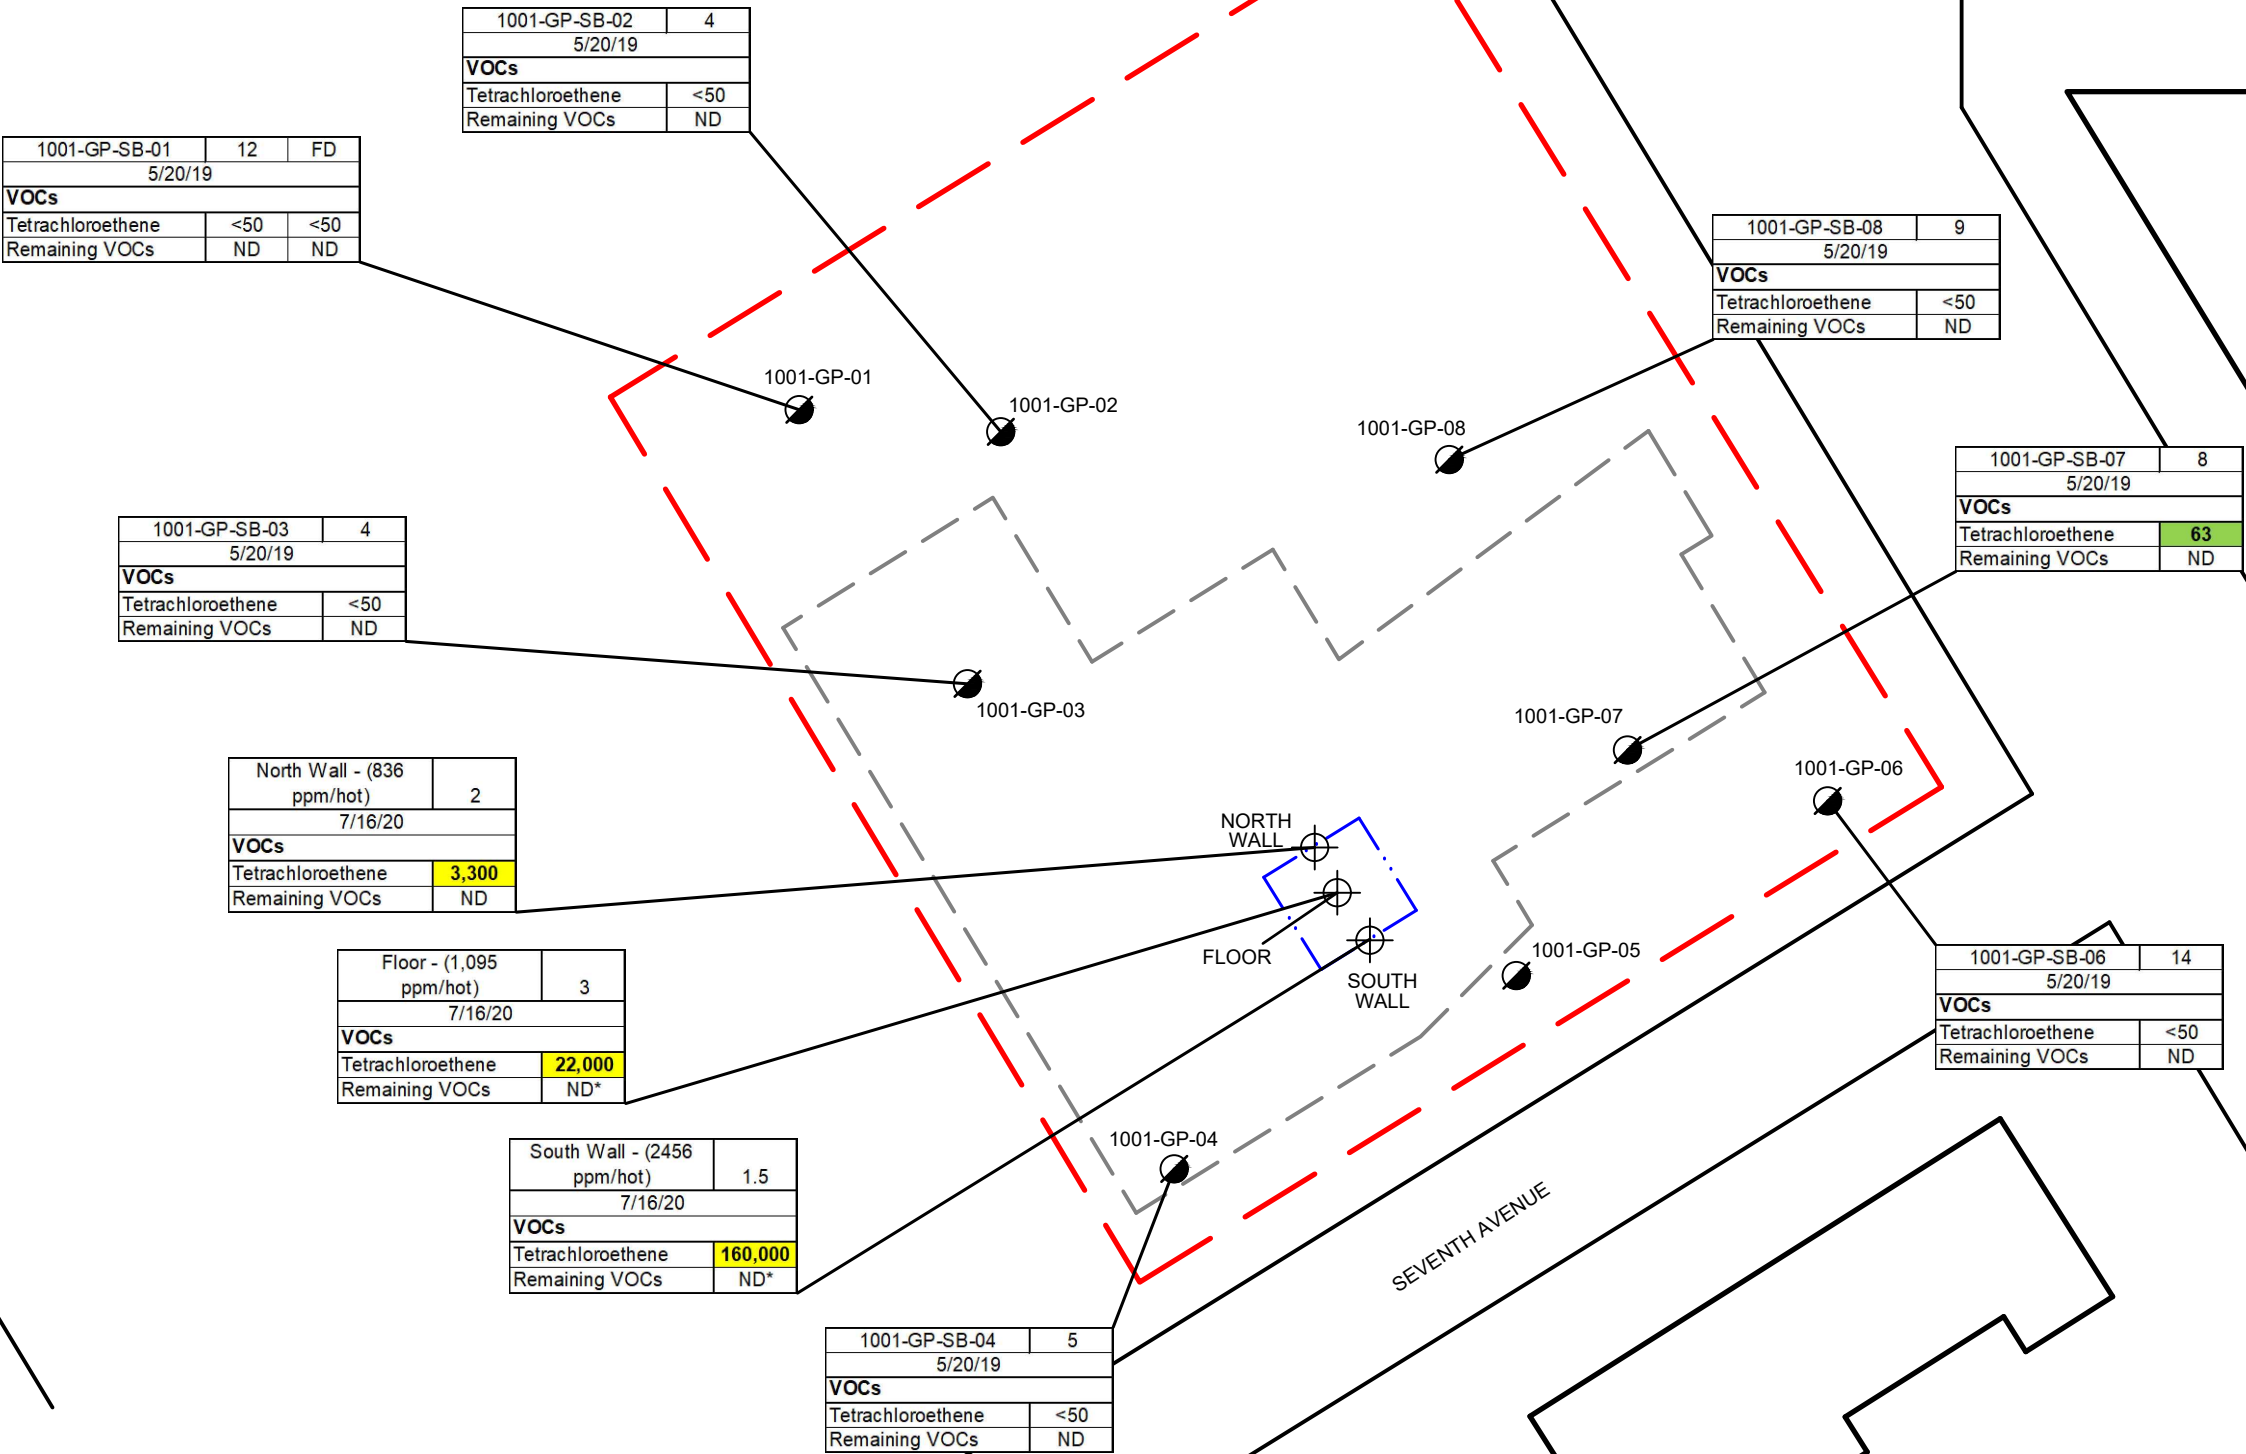 1001-GP-SB-02 4
5/20/19
VOCs
Tetrachloroethene <50
Remaining VOCs ND
1001-GP-SB-01 12 FD
5/20/19
VOCs
Tetrachloroethene <50 <50
Remaining VOCs ND ND
1001-GP-SB-08 9
5/20/19
VOCs
Tetrachloroethene <50
Remaining VOCs ND
1001-GP-01
1001-GP-02
1001-GP-08
1001-GP-SB-07 8
5/20/19
VOCs
Tetrachloroethene 63
Remaining VOCs ND
1001-GP-SB-03 4
5/20/19
VOCs
Tetrachloroethene <50
Remaining VOCs ND
1001-GP-03
1001-GP-07
1001-GP-06
North Wall - (836
ppm/hot) 2
7/16/20
VOCs
Tetrachloroethene 3,300
Remaining VOCs ND
NORTH
WALL
FLOOR
SOUTH
WALL
1001-GP-05
Floor - (1,095
ppm/hot) 3
7/16/20
VOCs
Tetrachloroethene 22,000
Remaining VOCs ND*
1001-GP-SB-06 14
5/20/19
VOCs
Tetrachloroethene <50
Remaining VOCs ND
South Wall - (2456
ppm/hot) 1.5
7/16/20
VOCs
Tetrachloroethene 160,000
Remaining VOCs ND*
1001-GP-04
SEVENTH AVENUE
1001-GP-SB-04 5
5/20/19
VOCs
Tetrachloroethene <50
Remaining VOCs ND